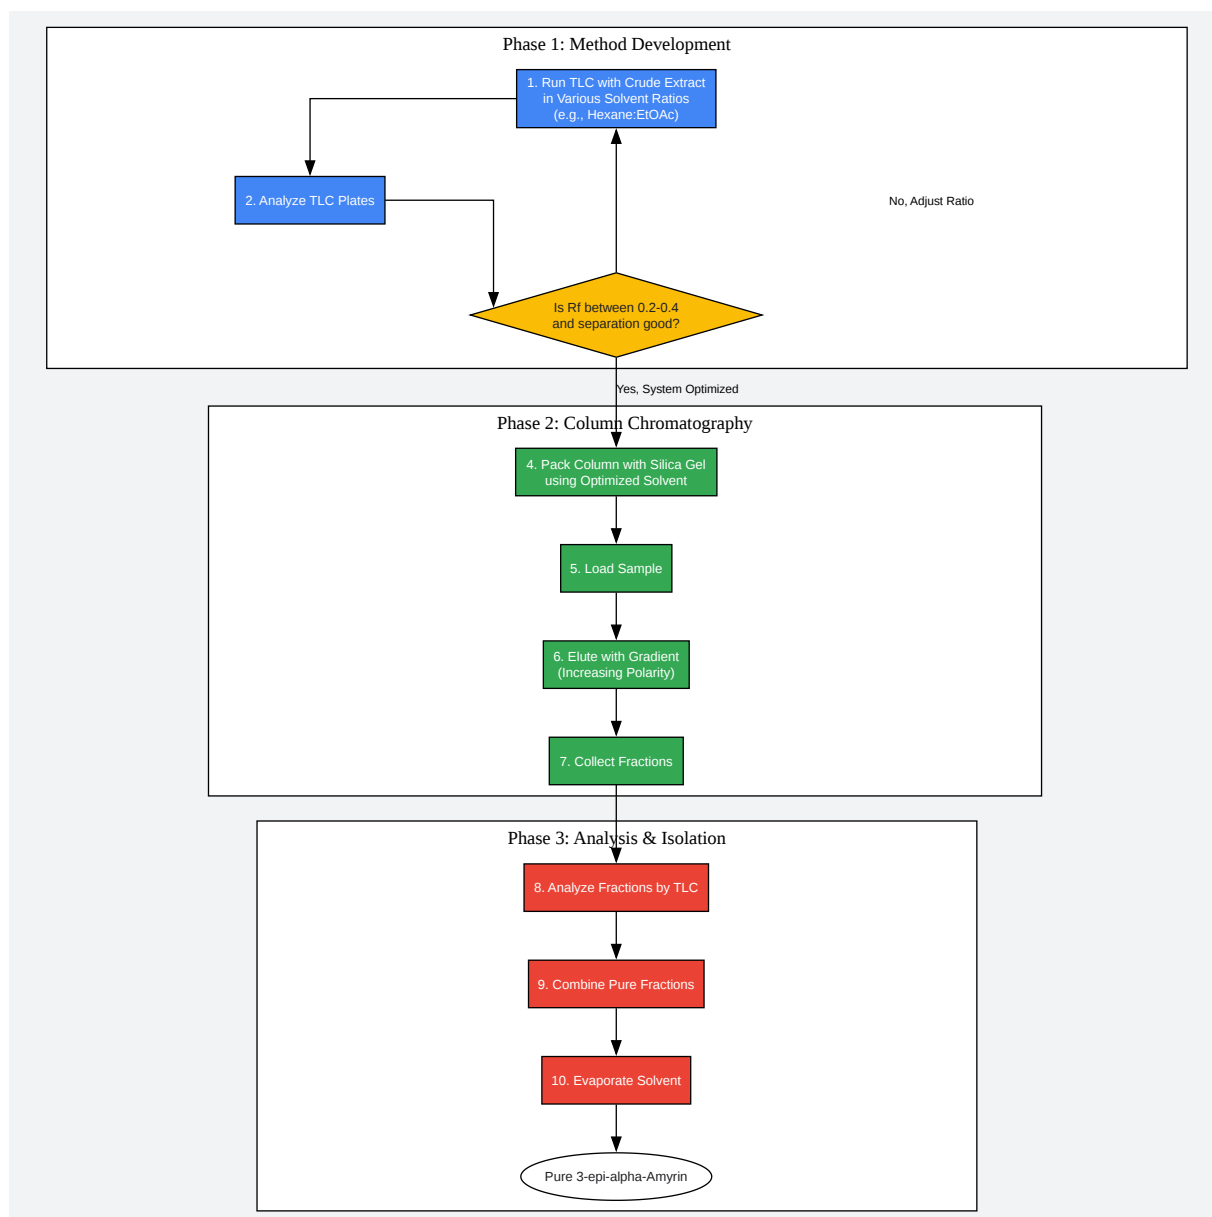 Phase 1: Method Development
1. Run TLC with Crude Extract
in Various Solvent Ratios
(e.g., Hexane:EtOAc)
2. Analyze TLC Plates
No, Adjust Ratio
Is Rf between 0.2-0.4
and separation good?
Yes, System Optimized
Phase 2: Column Chromatography
4. Pack Column with Silica Gel
using Optimized Solvent
5. Load Sample
6. Elute with Gradient
(Increasing Polarity)
7. Collect Fractions
Phase 3: Analysis & Isolation
8. Analyze Fractions by TLC
9. Combine Pure Fractions
10. Evaporate Solvent
Pure 3-epi-alpha-Amyrin